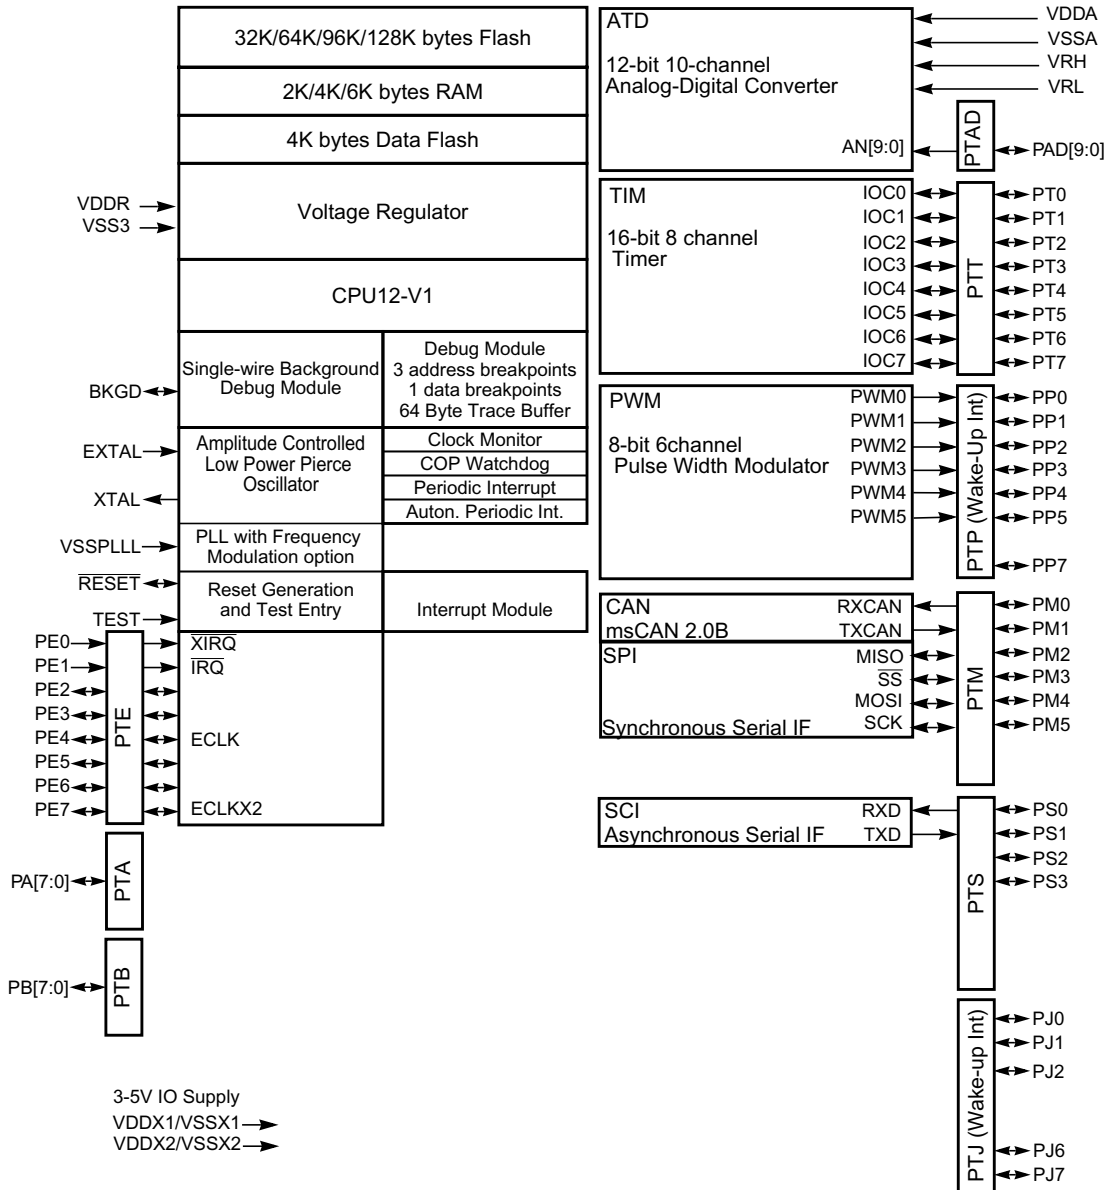 32K/64K/96K/128K bytes Flash
2K/4K/6K bytes RAM
4K bytes Data Flash
VDDR
VSS3
Voltage Regulator
CPU12-V1
BKGD
Single-wire Background
Debug Module
Debug Module
3 address breakpoints
1 data breakpoints
64 Byte Trace Buffer
EXTAL
XTAL
Amplitude Controlled
Low Power Pierce
Oscillator
Clock Monitor
COP Watchdog
Periodic Interrupt
Auton. Periodic Int.
VSSPLLL
PLL with Frequency
Modulation option
RESET
TEST
Reset Generation
and Test Entry
Interrupt Module
PE0
PE1
PE2
PE3
PE4
PE5
PE6
PE7
PTE
XIRQ
IRQ
ECLK
ECLKX2
PA[7:0]
PTA
PB[7:0]
PTB
3-5V IO Supply
VDDX1/VSSX1
VDDX2/VSSX2
ATD
12-bit 10-channel
Analog-Digital Converter
AN[9:0]
VDDA
VSSA
VRH
VRL
PTAD
PAD[9:0]
TIM
16-bit 8 channel
Timer
IOC0
IOC1
IOC2
IOC3
IOC4
IOC5
IOC6
IOC7
PTT
PT0
PT1
PT2
PT3
PT4
PT5
PT6
PT7
PWM
8-bit 6channel
Pulse Width Modulator
PWM0
PWM1
PWM2
PWM3
PWM4
PWM5
PTP (Wake-Up Int)
PP0
PP1
PP2
PP3
PP4
PP5
PP7
CAN
msCAN 2.0B
RXCAN
TXCAN
SPI
Synchronous Serial IF
MISO
SS
MOSI
SCK
PTM
PM0
PM1
PM2
PM3
PM4
PM5
SCI
Asynchronous Serial IF
RXD
TXD
PTS
PS0
PS1
PS2
PS3
PTJ (Wake-up Int)
PJ0
PJ1
PJ2
PJ6
PJ7